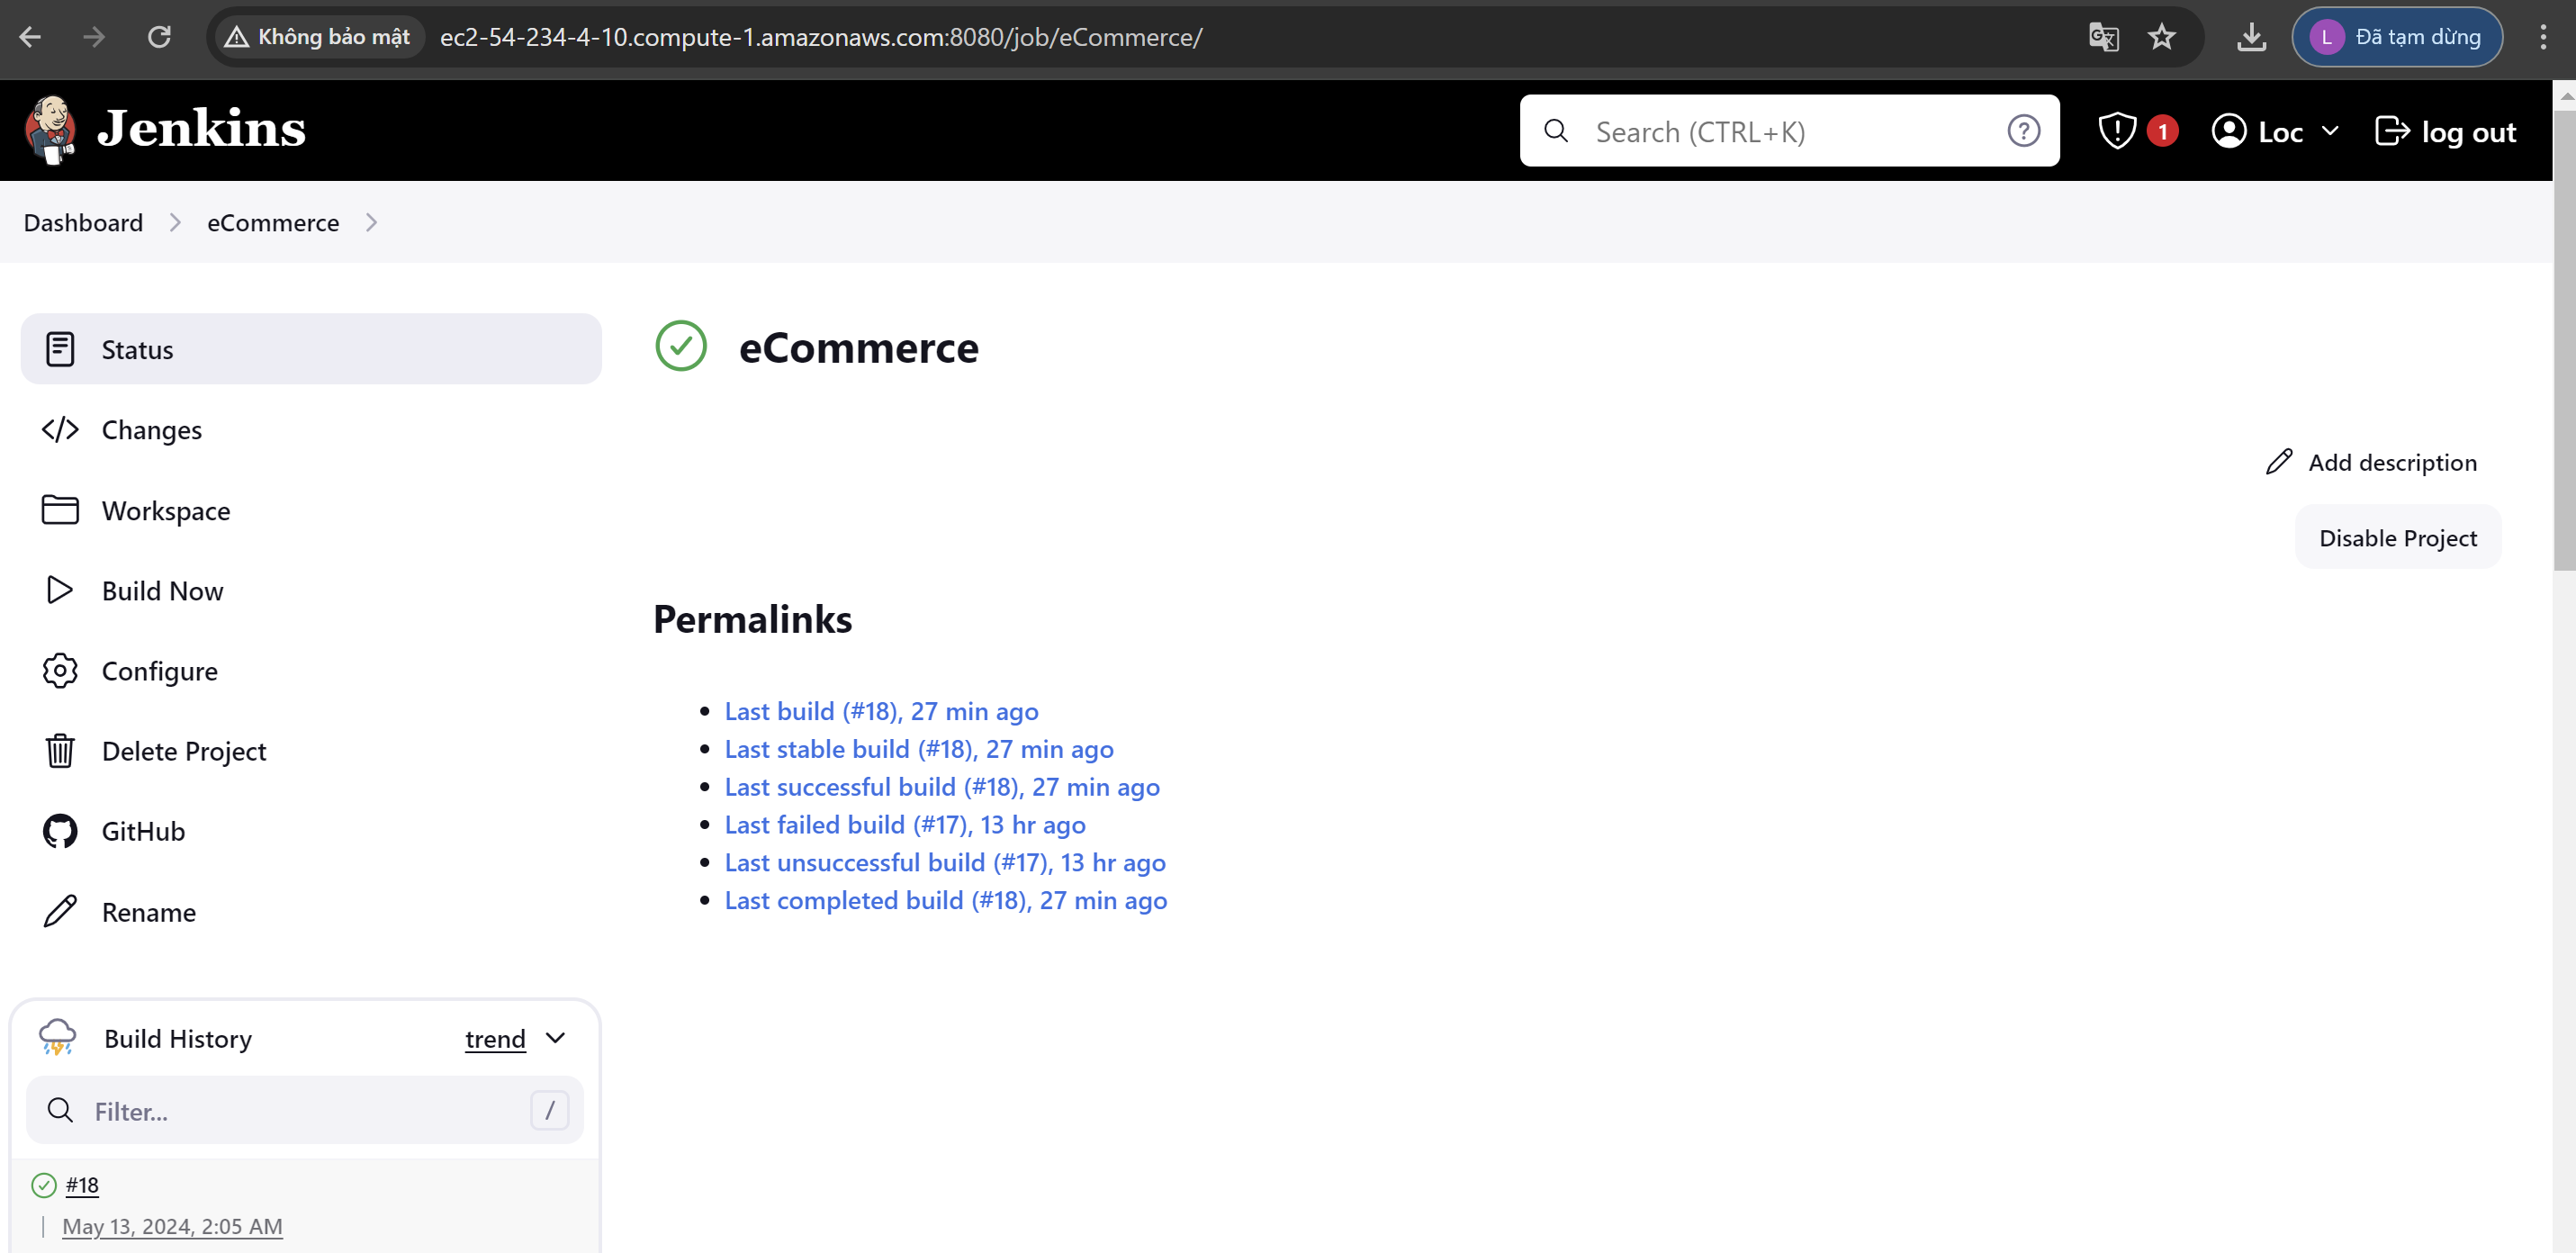 Không bảo mật ec2-54-234-4-10.compute-1.amazonaws.com:8080/job/eCommerce/ L Đã tạm dừng
Jenkins Search (CTRL+K) 1 Loc log out
Dashboard eCommerce
Status
Changes
Workspace
Build Now
Configure
Delete Project
GitHub
Rename
eCommerce
Add description
Disable Project
Permalinks
Last build (#18), 27 min ago
Last stable build (#18), 27 min ago
Last successful build (#18), 27 min ago
Last failed build (#17), 13 hr ago
Last unsuccessful build (#17), 13 hr ago
Last completed build (#18), 27 min ago
Build History trend
Filter... /
#18
May 13, 2024, 2:05 AM